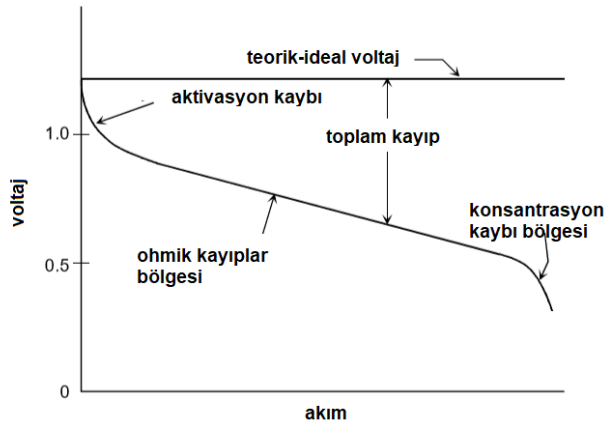 teorik-ideal voltaj
aktivasyon kaybı
toplam kayıp
1.0
voltaj
konsantrasyon
kaybı bölgesi
ohmik kayıplar
bölgesi
0.5
0
akım